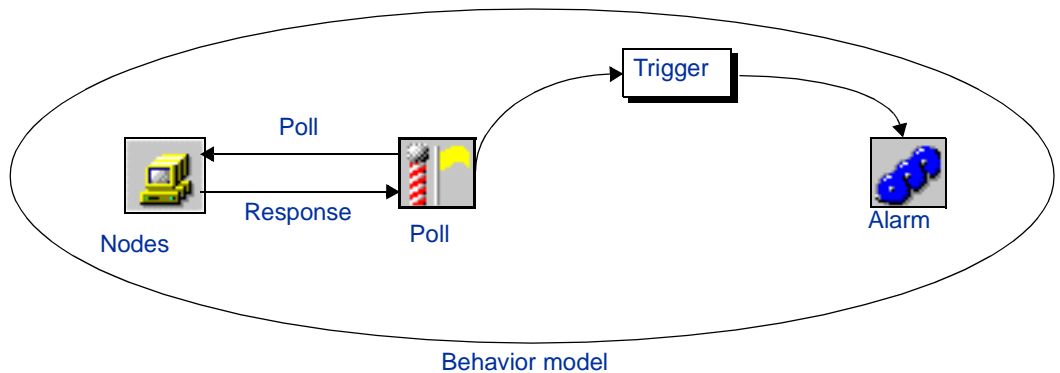 Trigger
Poll
Response
Nodes
Poll
Alarm
Behavior model